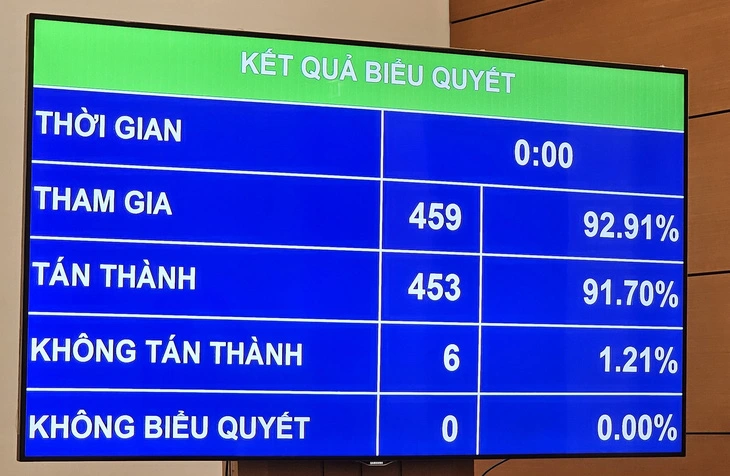 KẾT QUẢ BIỂU QUYẾT
THỜI GIAN 0:00
THAM GIA 459 92.91%
TÁN THÀNH 453 91.70%
KHÔNG TÁN THÀNH 6 1.21%
KHÔNG BIỂU QUYẾT 0 0.00%
SAMSUNG